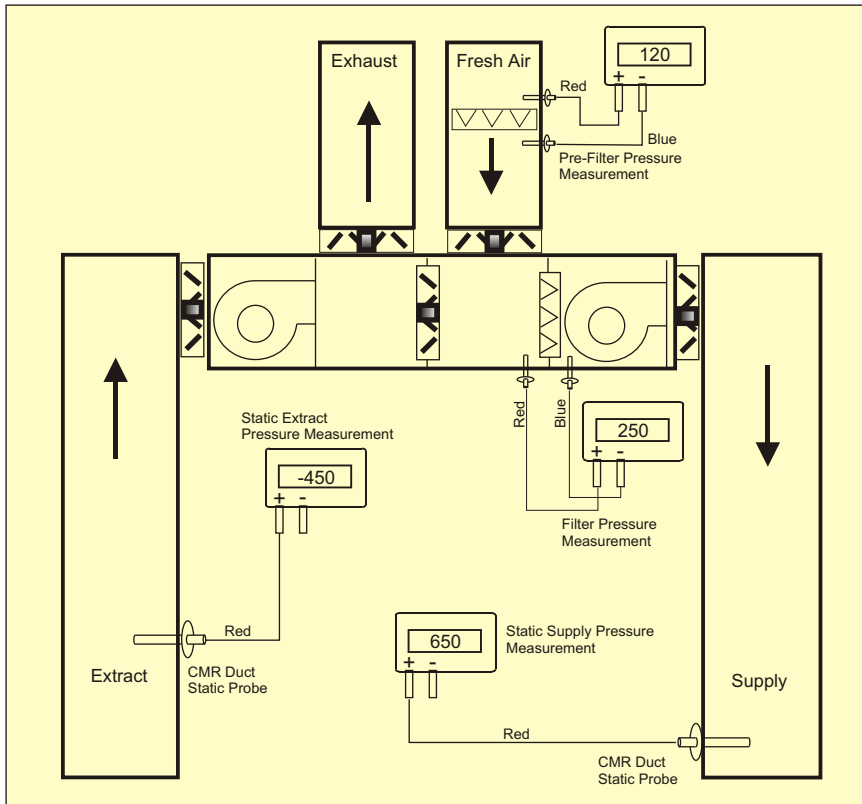 Exhaust
Fresh Air
120
+ -
Red
Blue
Pre-Filter Pressure
Measurement
Static Extract
Pressure Measurement
-450
+ -
Red
Blue
250
+ -
Filter Pressure
Measurement
Red
CMR Duct
Static Probe
Extract
650
+ -
Static Supply Pressure
Measurement
Red
Supply
CMR Duct
Static Probe